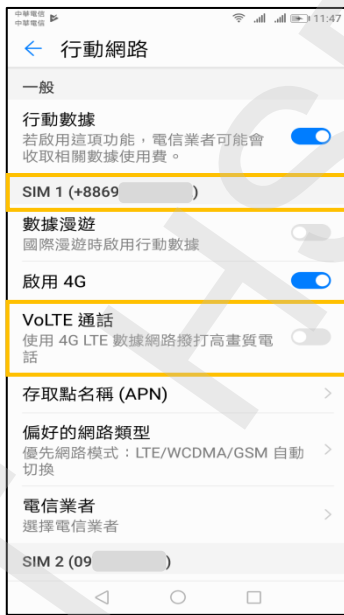 中華電信
中華電信 11:47
行動網路
一般
行動數據
若啟用這項功能，電信業者可能會
收取相關數據使用費。
SIM 1 (+8869 )
數據漫遊
國際漫遊時啟用行動數據
啟用 4G
VoLTE 通話
使用 4G LTE 數據網路撥打高畫質電
話
存取點名稱 (APN)
偏好的網路類型
優先網路模式：LTE/WCDMA/GSM 自動
切換
電信業者
選擇電信業者
SIM 2 (09 )